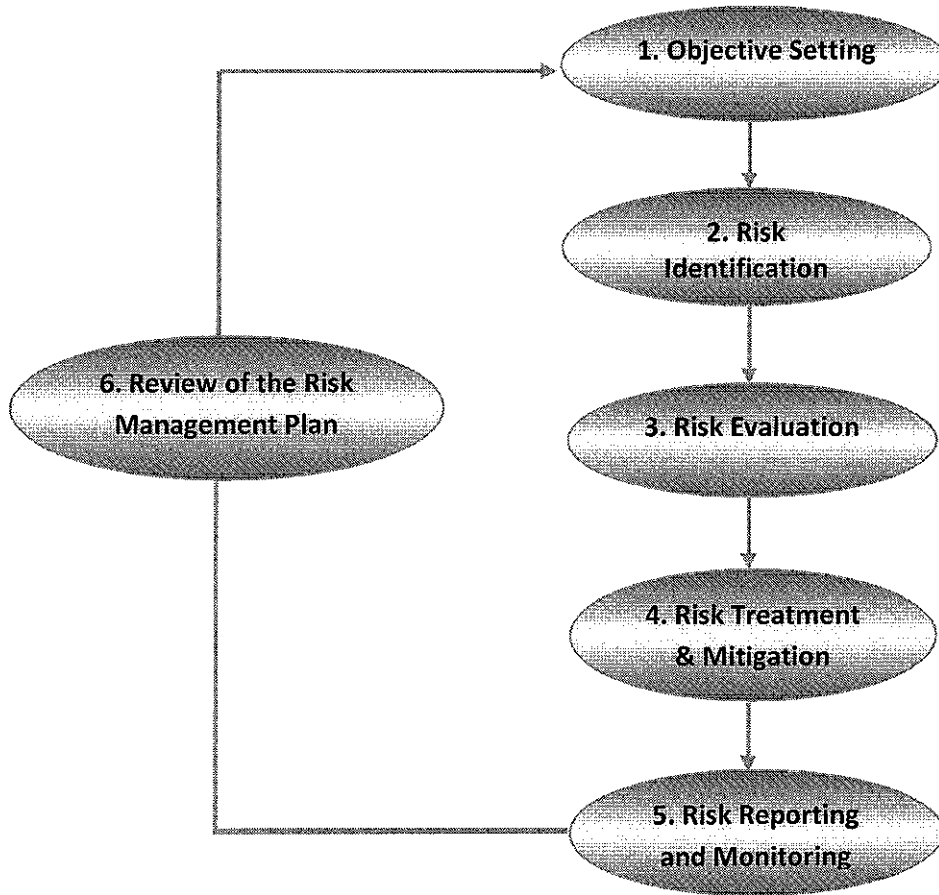 1. Objective Setting
2. Risk
Identification
3. Risk Evaluation
4. Risk Treatment
& Mitigation
5. Risk Reporting
and Monitoring
6. Review of the Risk
Management Plan